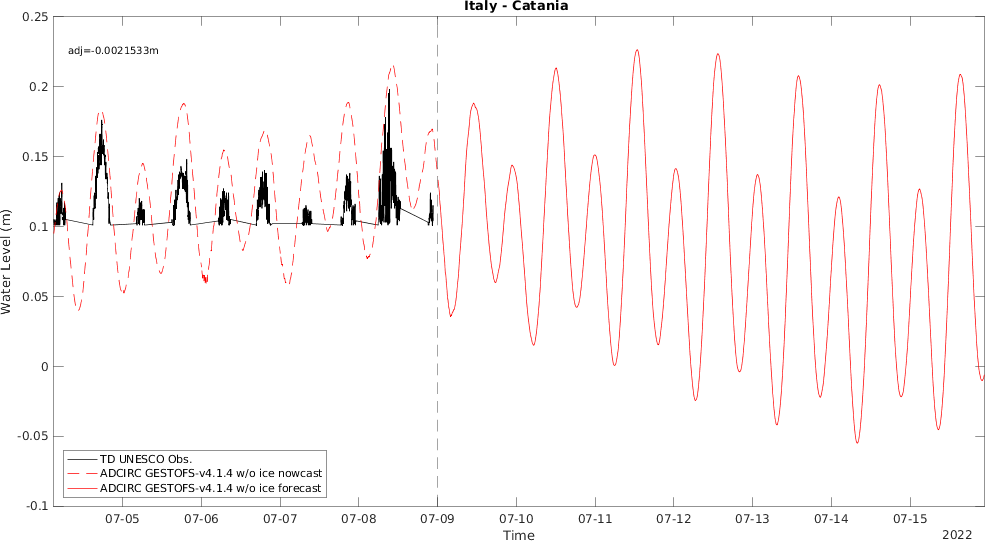 Italy - Catania
adj=-0.0021533m
Water Level (m)
0.25
0.2
0.15
0.1
0.05
0
-0.05
-0.1
TD UNESCO Obs.
ADCIRC GESTOFS-v4.1.4 w/o ice nowcast
ADCIRC GESTOFS-v4.1.4 w/o ice forecast
07-05 07-06 07-07 07-08 07-09 07-10 07-11 07-12 07-13 07-14 07-15
Time
2022